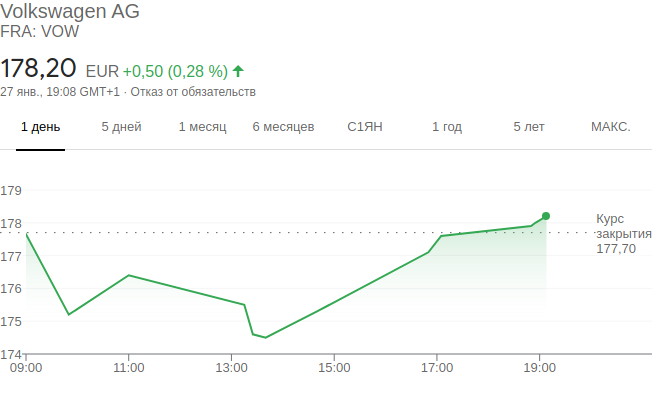 Volkswagen AG
FRA: VOW
178,20 EUR +0,50 (0,28 %)
27 янв., 19:08 GMT+1 · Отказ от обязательств
1 день 5 дней 1 месяц 6 месяцев С1ЯН 1 год 5 лет МАКС.
179
178
177
176
175
174
Курс
закрытия
177,70
09:00 11:00 13:00 15:00 17:00 19:00